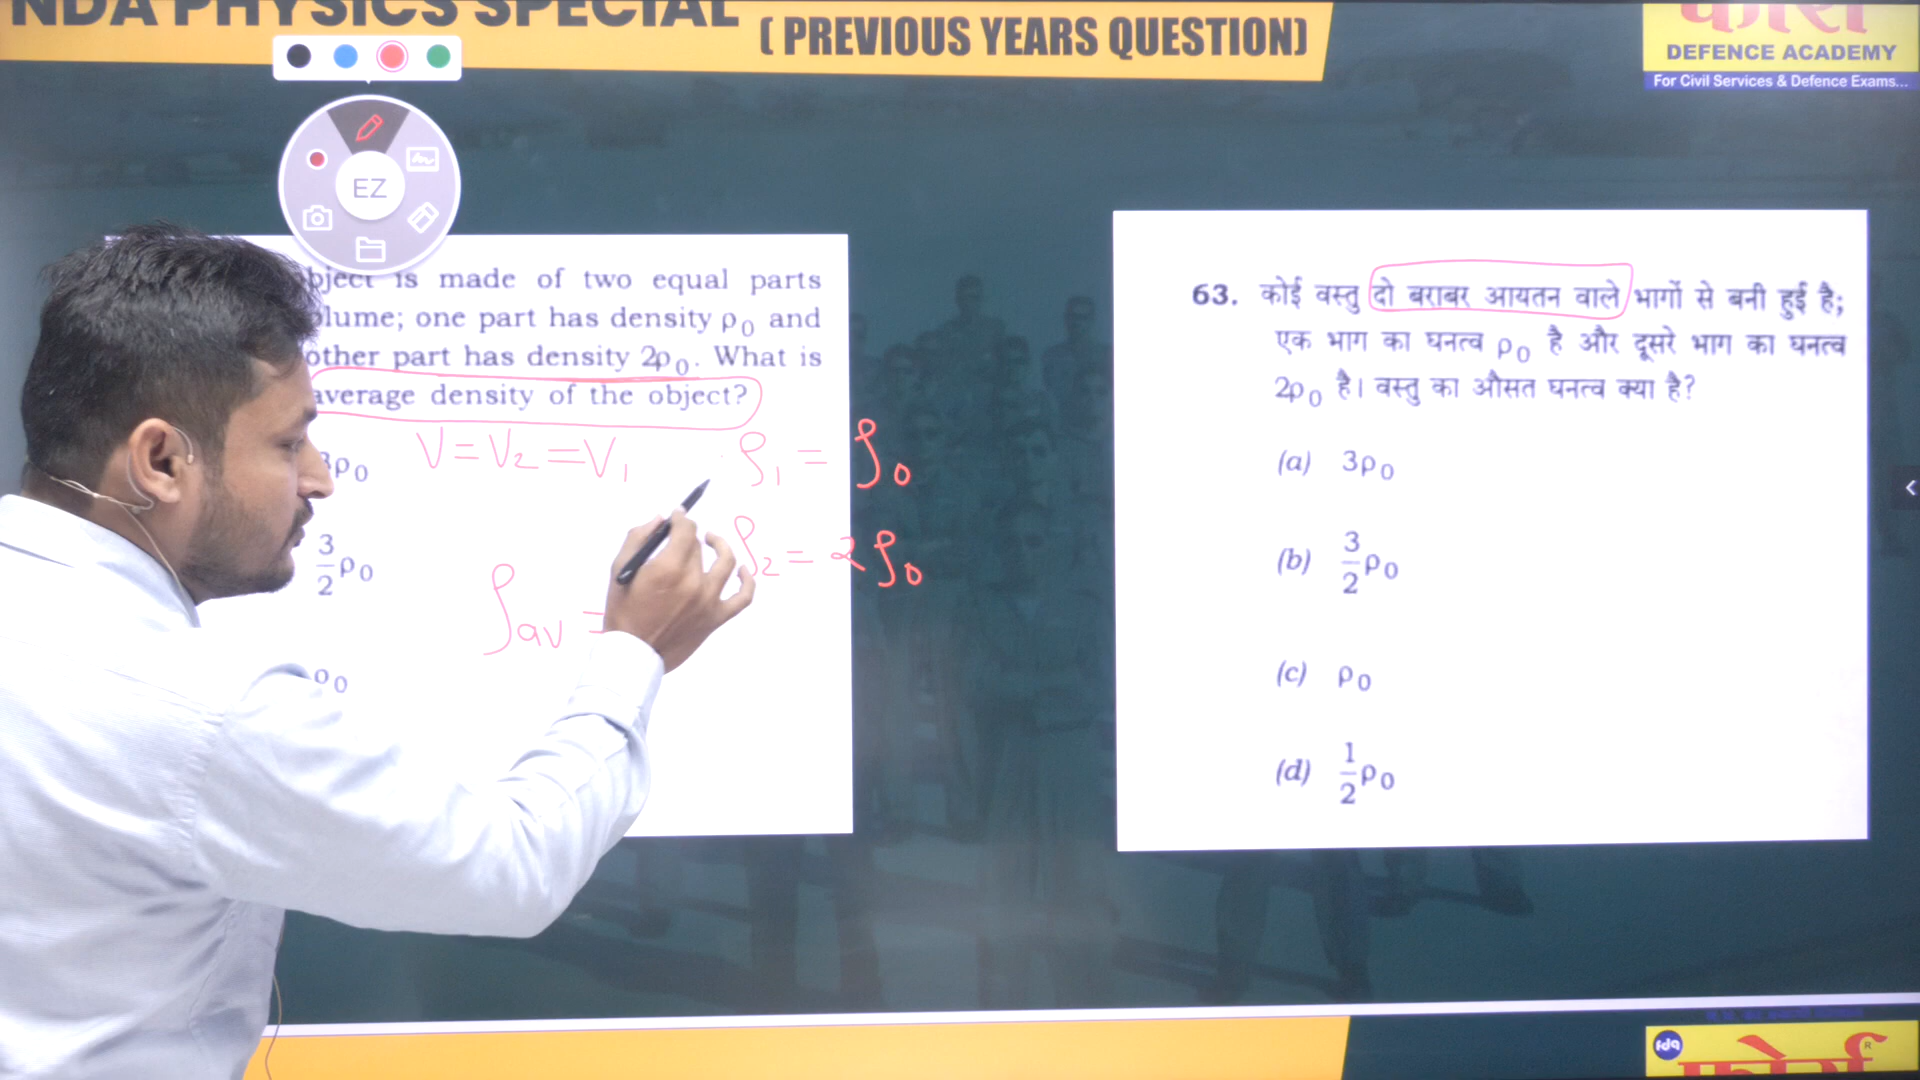 NDA PHYSICS SPECIAL
( PREVIOUS YEARS QUESTION)
DEFENCE ACADEMY
For Civil Services & Defence Exams...
EZ
is made of two equal parts
one part has density ρ0 and
other part has density 2ρ0. What is
average density of the object?
V = V2 = V1
ρ1 = ρ0
3ρ0
ρ2 = 2ρ0
3/2 ρ0
ρav =
ρ0
63. कोई वस्तु दो बराबर आयतन वाले भागों से बनी हुई है;
एक भाग का घनत्व ρ0 है और दूसरे भाग का घनत्व
2ρ0 है। वस्तु का औसत घनत्व क्या है?
(a) 3ρ0
(b) 3/2 ρ0
(c) ρ0
(d) 1/2 ρ0
fda
फोर्स
R